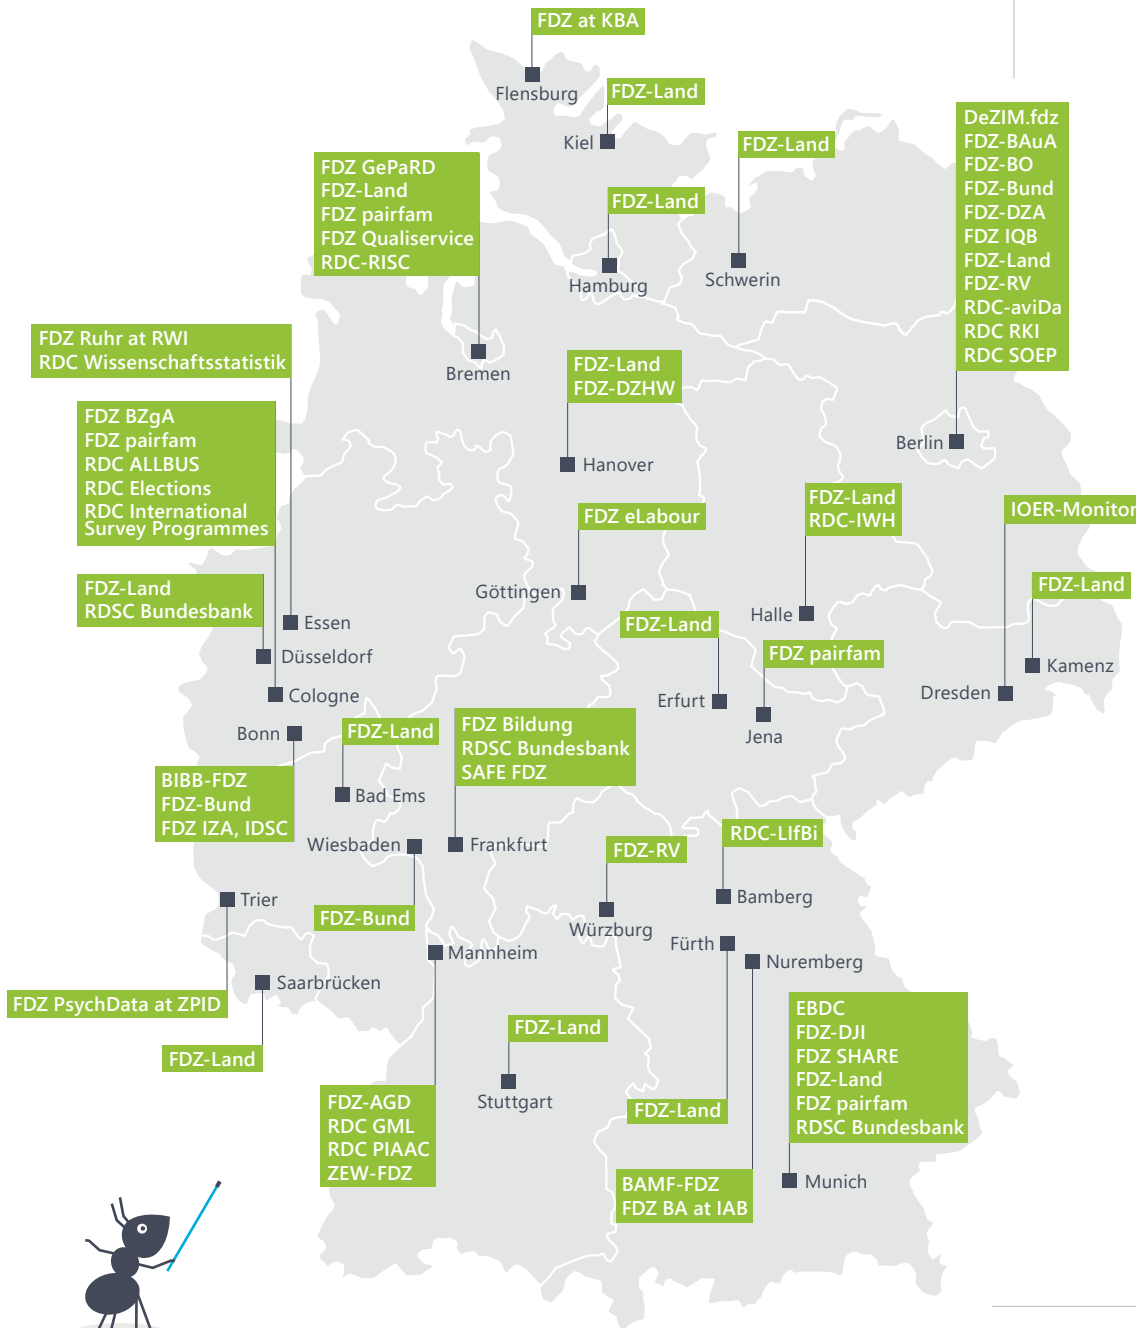 FDZ at KBA
Flensburg
FDZ-Land
Kiel
FDZ-Land
Schwerin
DeZIM.fdz
FDZ-BAuA
FDZ-BO
FDZ-Bund
FDZ-DZA
FDZ IQB
FDZ-Land
FDZ-RV
RDC-aviDa
RDC RKI
RDC SOEP
Berlin
FDZ GePaRD
FDZ-Land
FDZ pairfam
FDZ Qualiservice
RDC-RISC
Bremen
FDZ-Land
Hamburg
FDZ Ruhr at RWI
RDC Wissenschaftsstatistik
Essen
FDZ-Land
FDZ-DZHW
Hanover
FDZ BZgA
FDZ pairfam
RDC ALLBUS
RDC Elections
RDC International
Survey Programmes
Cologne
FDZ eLabour
Göttingen
FDZ-Land
RDC-IWH
Halle
IOER-Monitor
Dresden
FDZ-Land
Kamenz
FDZ-Land
RDSC Bundesbank
Düsseldorf
FDZ-Land
Erfurt
FDZ pairfam
Jena
Bonn
BIBB-FDZ
FDZ-Bund
FDZ IZA, IDSC
FDZ-Land
Bad Ems
FDZ Bildung
RDSC Bundesbank
SAFE FDZ
Frankfurt
Wiesbaden
FDZ-Bund
FDZ-RV
Würzburg
RDC-LIfBi
Bamberg
Trier
FDZ PsychData at ZPID
Saarbrücken
FDZ-Land
Mannheim
FDZ-AGD
RDC GML
RDC PIAAC
ZEW-FDZ
FDZ-Land
Stuttgart
Fürth
FDZ-Land
Nuremberg
BAMF-FDZ
FDZ BA at IAB
EBDC
FDZ-DJI
FDZ SHARE
FDZ-Land
FDZ pairfam
RDSC Bundesbank
Munich